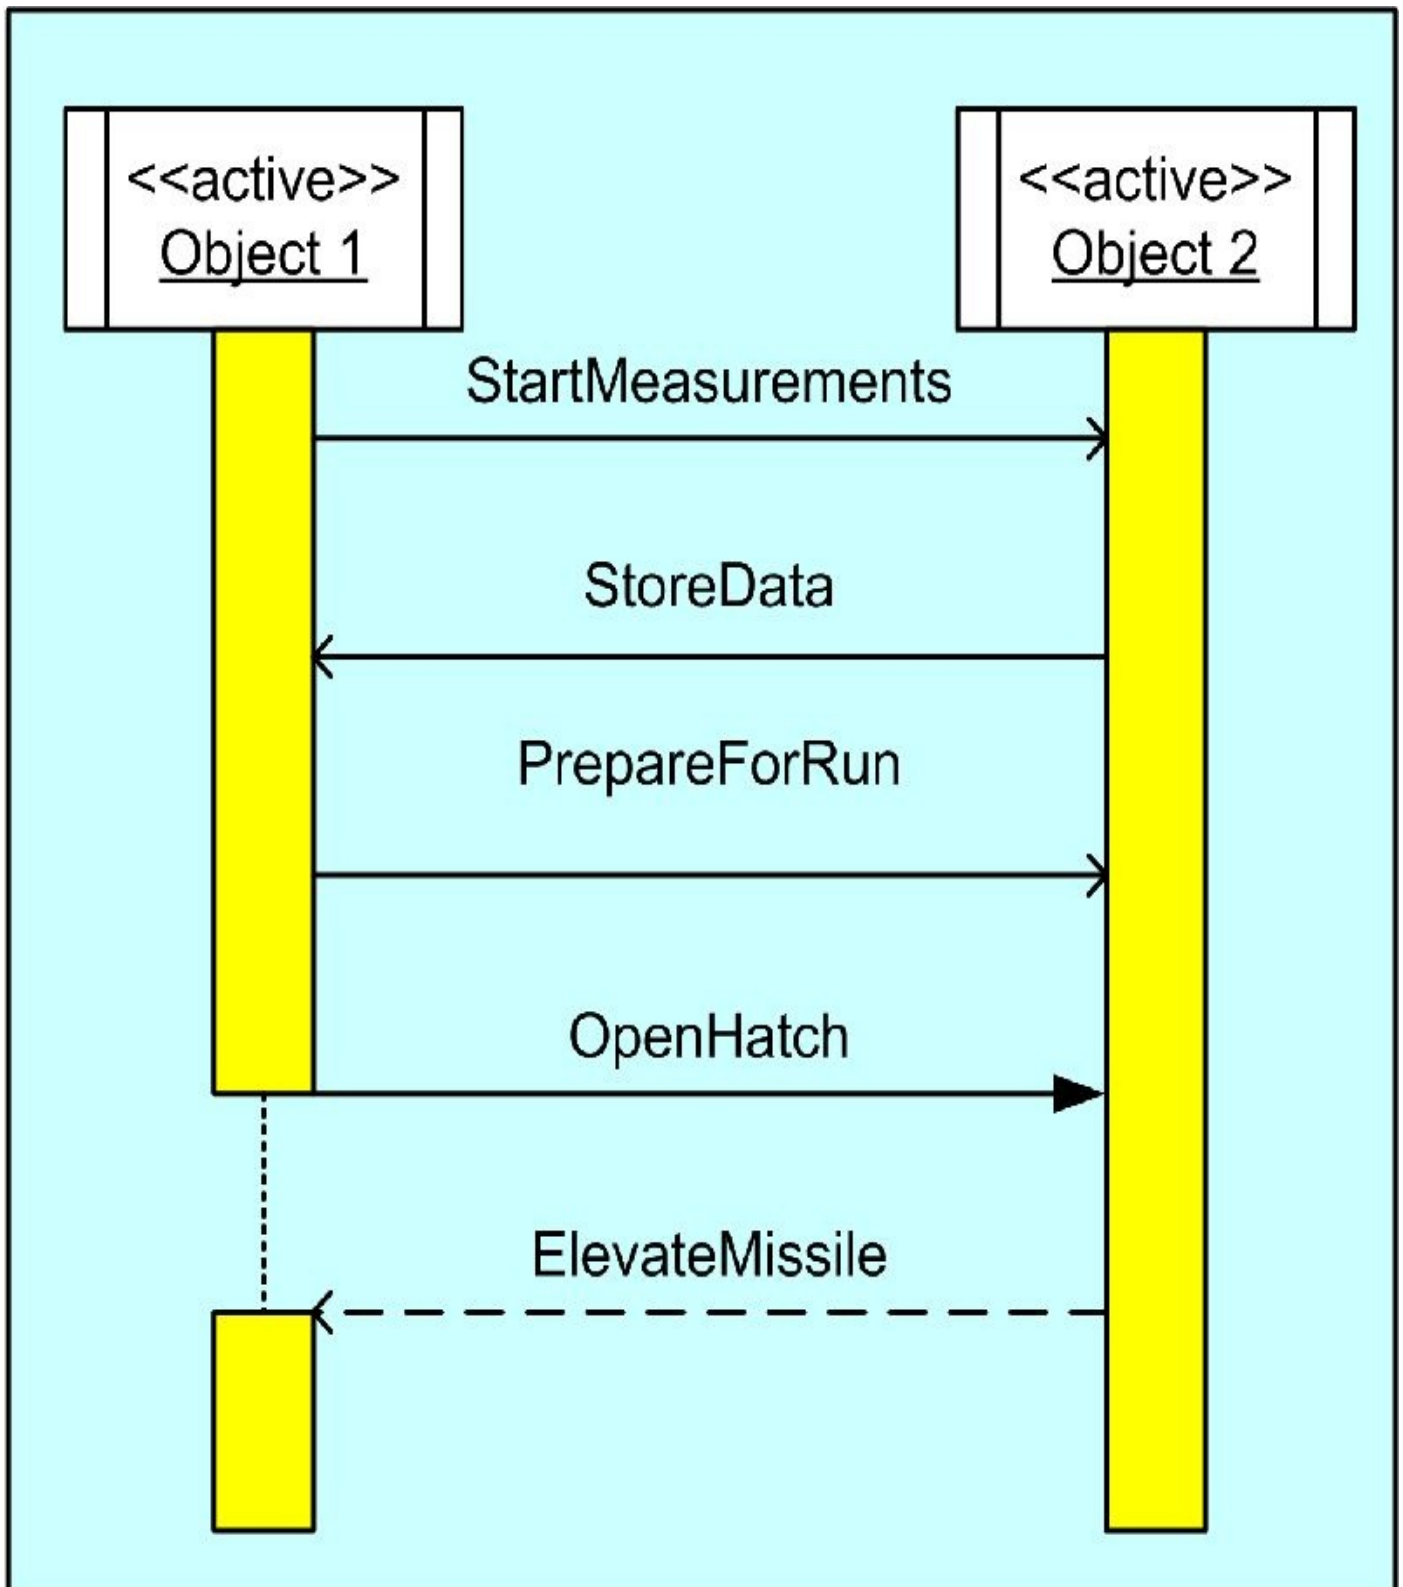 <<active>>
Object 1
<<active>>
Object 2
StartMeasurements
StoreData
PrepareForRun
OpenHatch
ElevateMissile